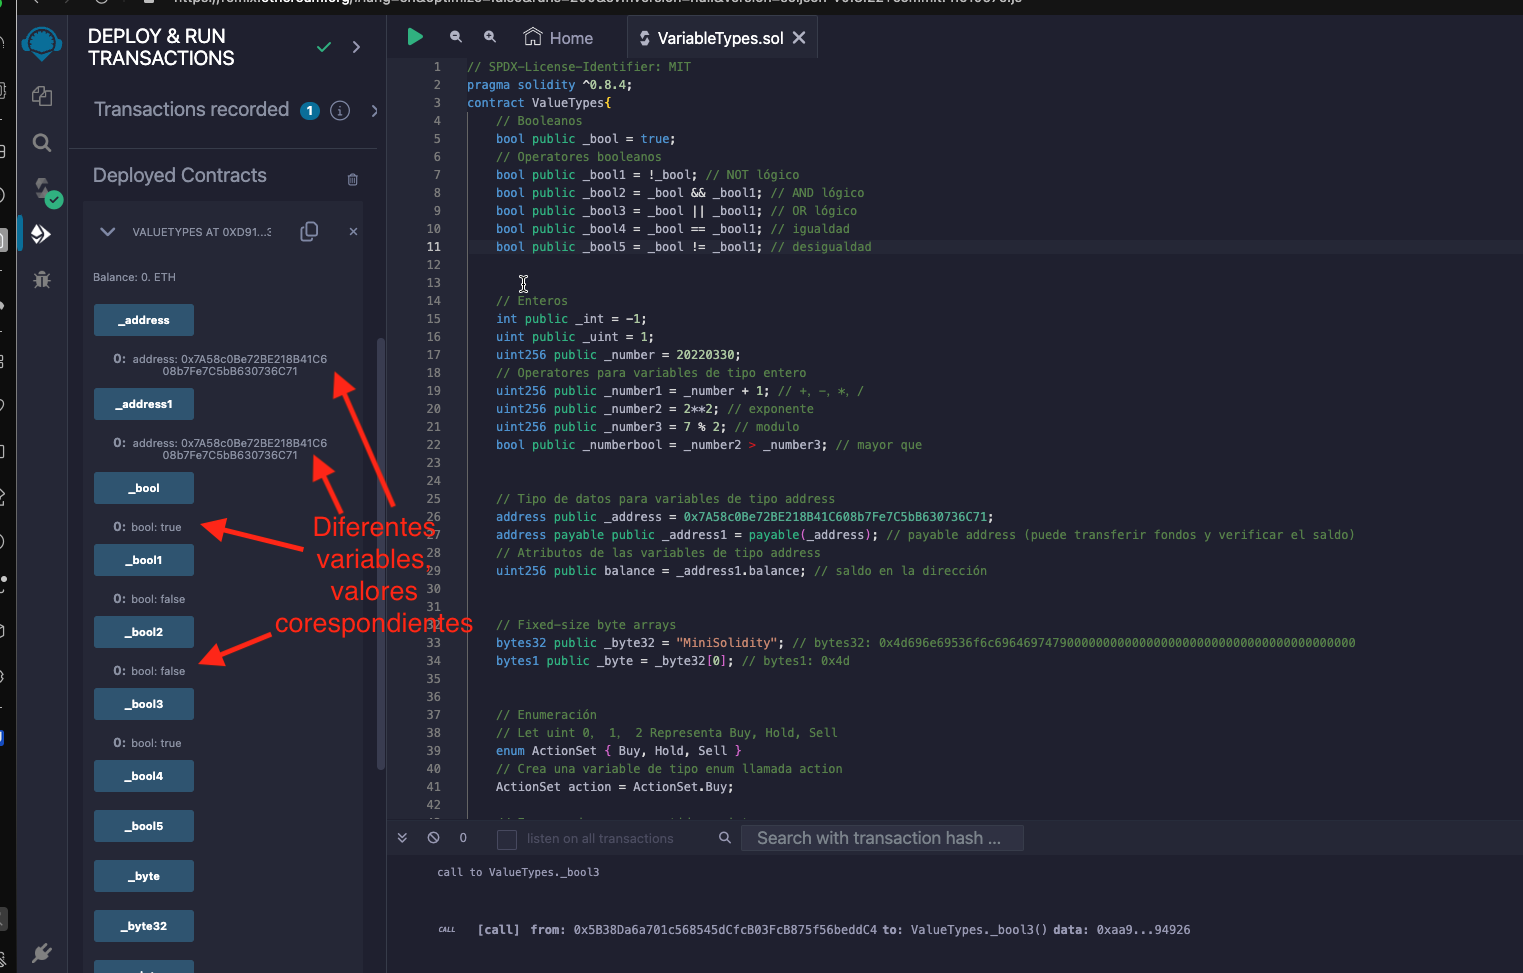 DEPLOY & RUN
TRANSACTIONS
Transactions recorded 1 i
Deployed Contracts
VALUETYPES AT 0XD91...3
Balance: 0. ETH
_address
0: address: 0x7A58c0Be72BE218B41C6
08b7Fe7C5bB630736C71
_address1
0: address: 0x7A58c0Be72BE218B41C6
08b7Fe7C5bB630736C71
_bool
0: bool: true
_bool1
0: bool: false
_bool2
0: bool: false
_bool3
0: bool: true
_bool4
_bool5
_byte
_byte32
Diferentes
variables,
valores
corespondientes
Home
VariableTypes.sol
1 // SPDX-License-Identifier: MIT
2 pragma solidity ^0.8.4;
3 contract ValueTypes{
4 // Booleanos
5 bool public _bool = true;
6 // Operatores booleanos
7 bool public _bool1 = !_bool; // NOT lógico
8 bool public _bool2 = _bool && _bool1; // AND lógico
9 bool public _bool3 = _bool || _bool1; // OR lógico
10 bool public _bool4 = _bool == _bool1; // igualdad
11 bool public _bool5 = _bool != _bool1; // desigualdad
12
13
14 // Enteros
15 int public _int = -1;
16 uint public _uint = 1;
17 uint256 public _number = 20220330;
18 // Operatores para variables de tipo entero
19 uint256 public _number1 = _number + 1; // +, -, *, /
20 uint256 public _number2 = 2**2; // exponente
21 uint256 public _number3 = 7 % 2; // modulo
22 bool public _numberbool = _number2 > _number3; // mayor que
23
24
25 // Tipo de datos para variables de tipo address
26 address public _address = 0x7A58c0Be72BE218B41C608b7Fe7C5bB630736C71;
27 address payable public _address1 = payable(_address); // payable address (puede transferir fondos y verificar el saldo)
28 // Atributos de las variables de tipo address
29 uint256 public balance = _address1.balance; // saldo en la dirección
30
31
32 // Fixed-size byte arrays
33 bytes32 public _byte32 = "MiniSolidity"; // bytes32: 0x4d696e69536f6c69646974790000000000000000000000000000000000000000
34 bytes1 public _byte = _byte32[0]; // bytes1: 0x4d
35
36
37 // Enumeración
38 // Let uint 0, 1, 2 Representa Buy, Hold, Sell
39 enum ActionSet { Buy, Hold, Sell }
40 // Crea una variable de tipo enum llamada action
41 ActionSet action = ActionSet.Buy;
42
0 listen on all transactions Search with transaction hash ...
call to ValueTypes._bool3
CALL [call] from: 0x5B38Da6a701c568545dCfcB03FcB875f56beddC4 to: ValueTypes._bool3() data: 0xaa9...94926